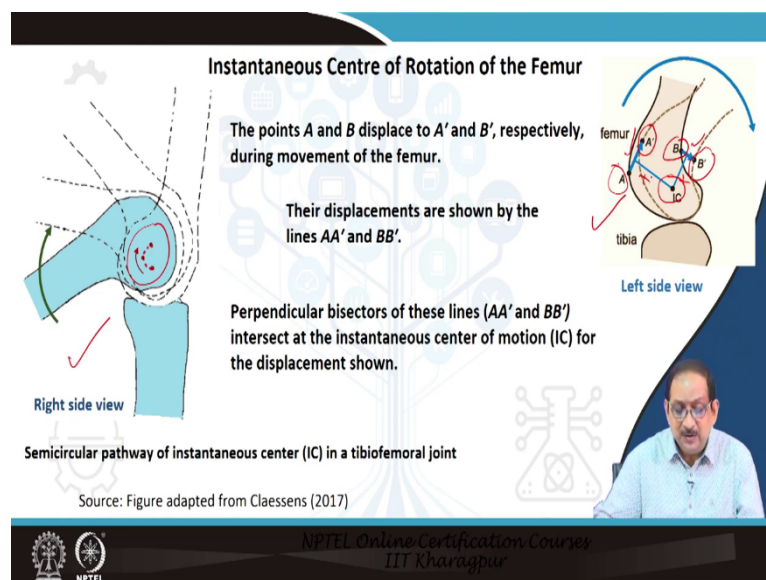 Instantaneous Centre of Rotation of the Femur
The points A and B displace to A' and B', respectively,
during movement of the femur.
Their displacements are shown by the
lines AA' and BB'.
Perpendicular bisectors of these lines (AA' and BB')
intersect at the instantaneous center of motion (IC) for
the displacement shown.
femur
A'
B
B'
A
IC
tibia
Left side view
Right side view
Semicircular pathway of instantaneous center (IC) in a tibiofemoral joint
Source: Figure adapted from Claessens (2017)
NPTEL Online Certification Courses
IIT Kharagpur
NPTEL